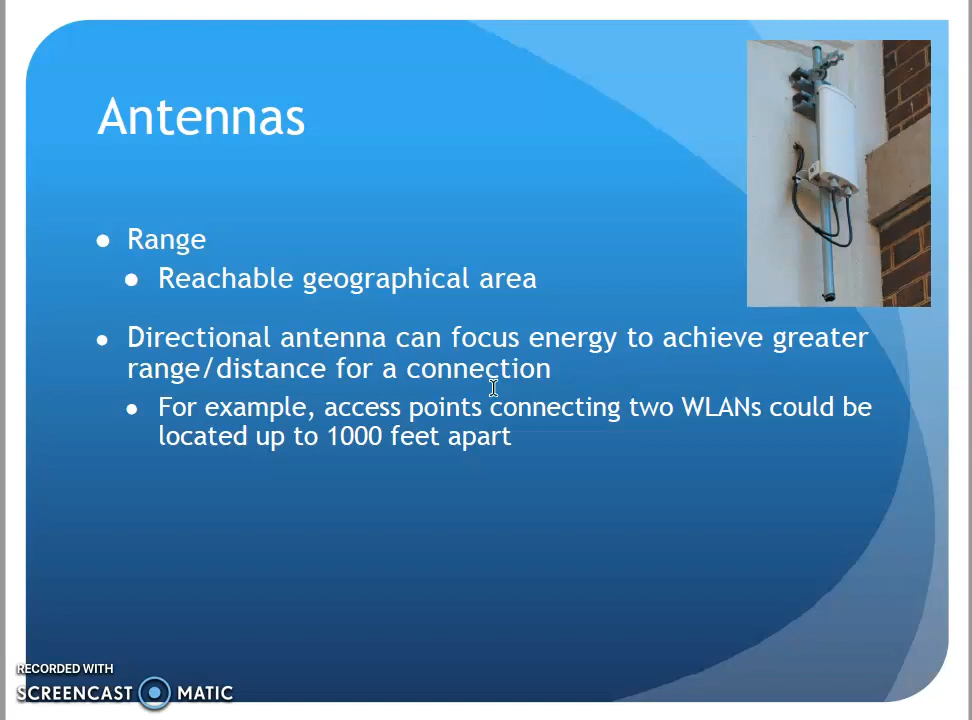 Antennas
Range
Reachable geographical area
Directional antenna can focus energy to achieve greater
range/distance for a connection
For example, access points connecting two WLANs could be
located up to 1000 feet apart
RECORDED WITH
SCREENCAST MATIC